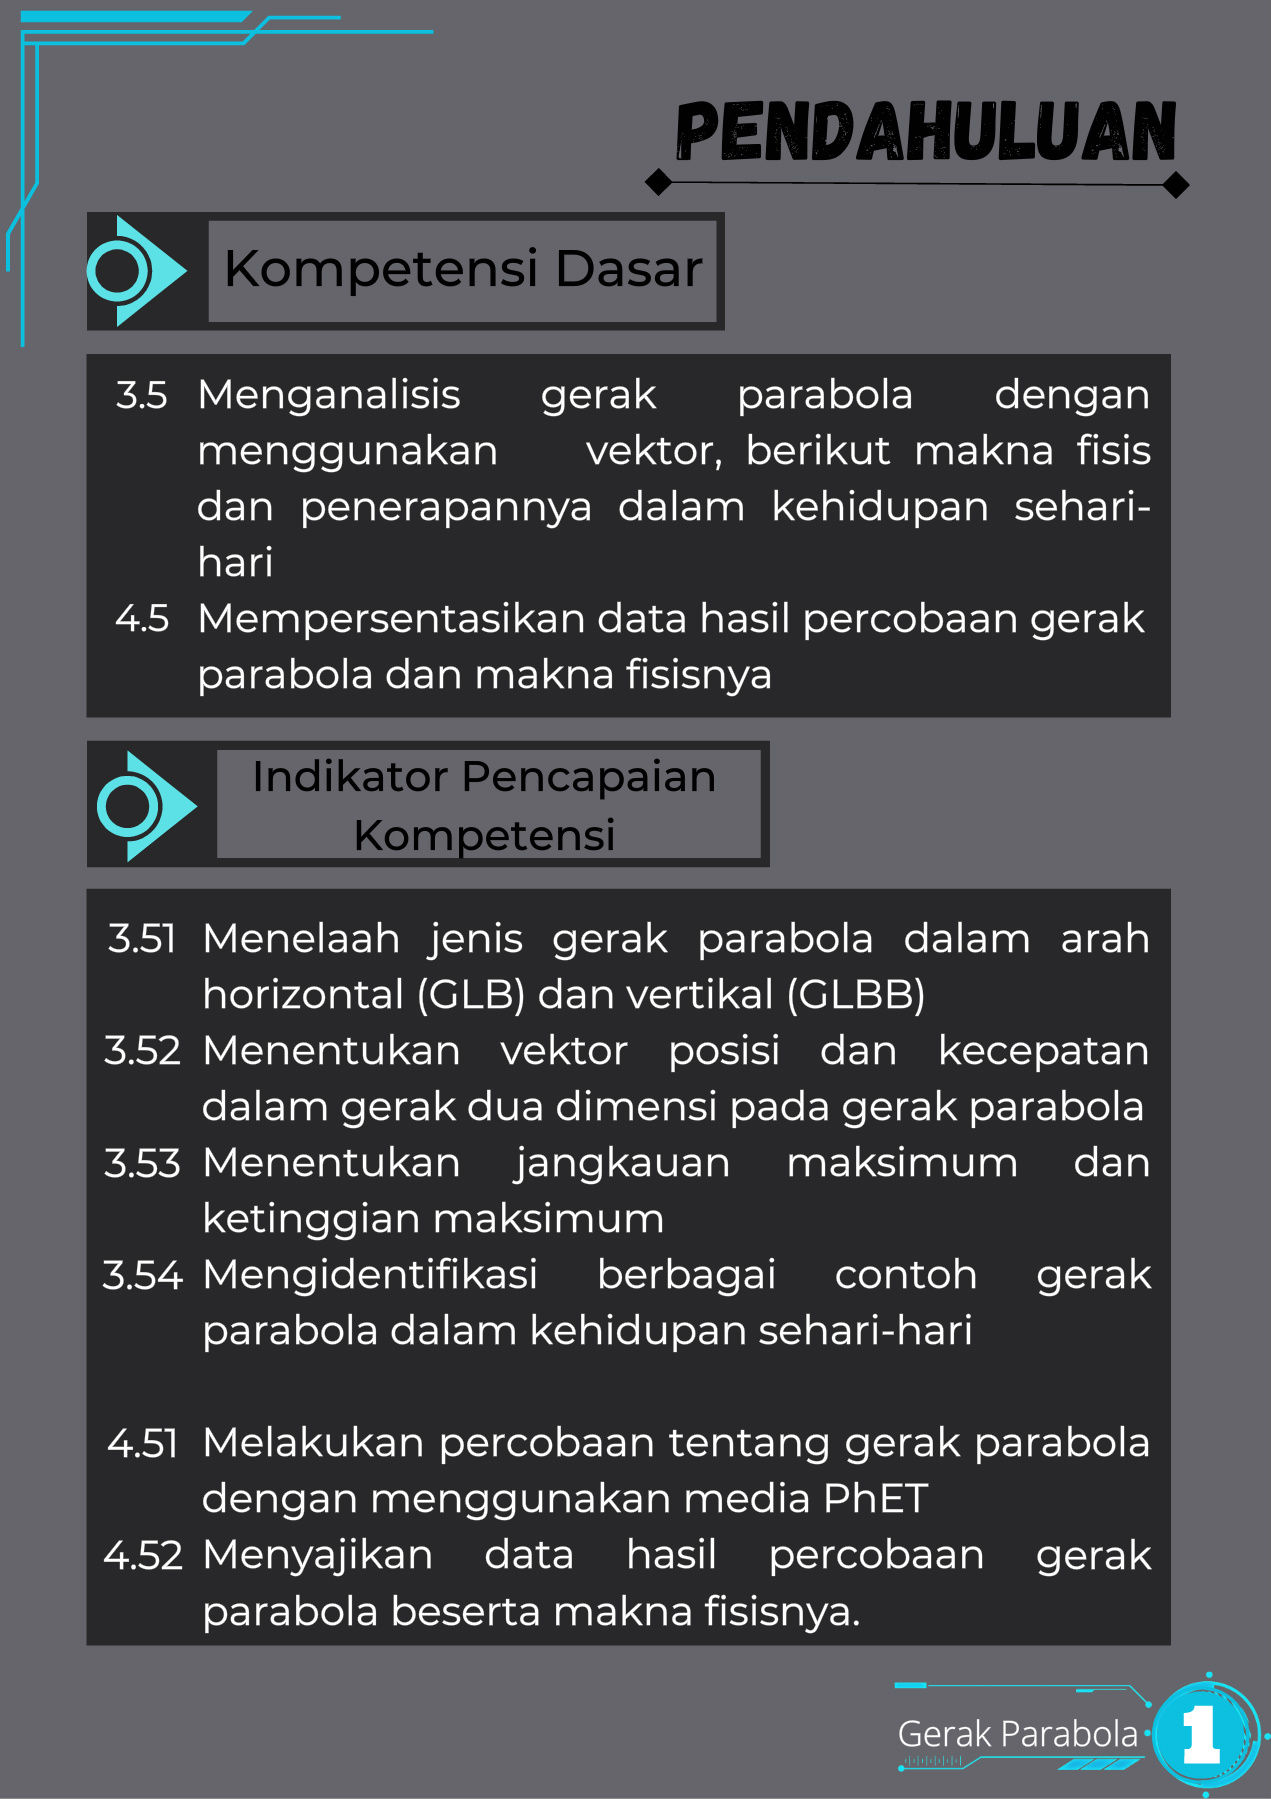 PENDAHULUAN
Kompetensi Dasar
3.5 Menganalisis gerak parabola dengan
menggunakan vektor, berikut makna fisis
dan penerapannya dalam kehidupan sehari-
hari
4.5 Mempersentasikan data hasil percobaan gerak
parabola dan makna fisisnya
Indikator Pencapaian
Kompetensi
3.51 Menelaah jenis gerak parabola dalam arah
horizontal (GLB) dan vertikal (GLBB)
3.52 Menentukan vektor posisi dan kecepatan
dalam gerak dua dimensi pada gerak parabola
3.53 Menentukan jangkauan maksimum dan
ketinggian maksimum
3.54 Mengidentifikasi berbagai contoh gerak
parabola dalam kehidupan sehari-hari
4.51 Melakukan percobaan tentang gerak parabola
dengan menggunakan media PhET
4.52 Menyajikan data hasil percobaan gerak
parabola beserta makna fisisnya.
Gerak Parabola 1